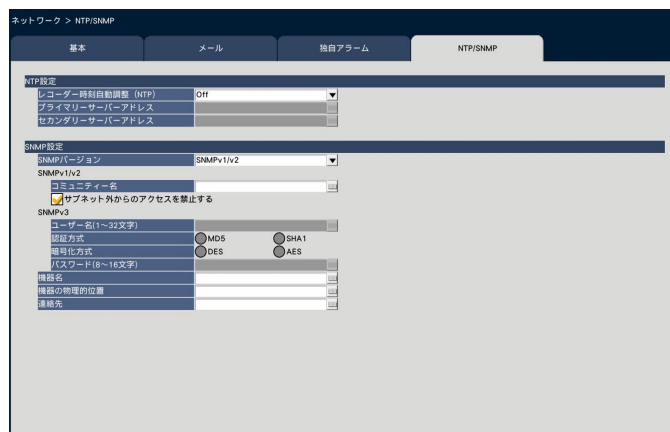 ネットワーク > NTP/SNMP
基本 メール 独自アラーム NTP/SNMP
NTP設定
レコーダー時刻自動調整（NTP） Off
プライマリーサーバーアドレス
セカンダリーサーバーアドレス
SNMP設定
SNMPバージョン SNMPv1/v2
SNMPv1/v2
コミュニティー名
サブネット外からのアクセスを禁止する
SNMPv3
ユーザー名(1～32文字)
認証方式 MD5 SHA1
暗号化方式 DES AES
パスワード(8～16文字)
機器名
機器の物理的位置
連絡先